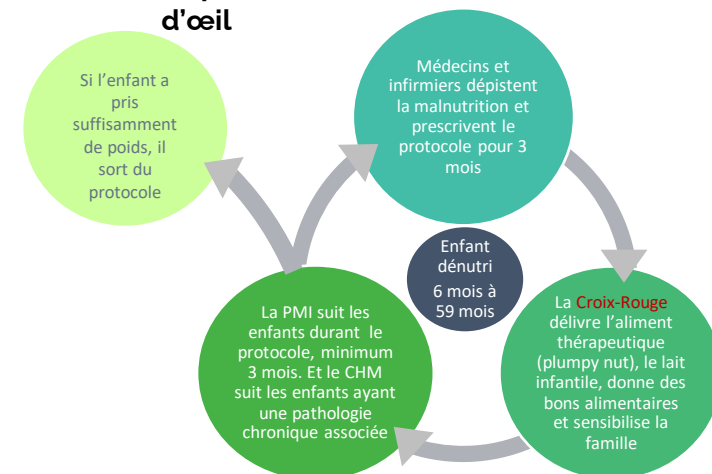 d’œil
Si l’enfant a
pris
suffisamment
de poids, il
sort du
protocole
Médecins et
infirmiers dépistent
la malnutrition et
prescrivent le
protocole pour 3
mois
Enfant
dénutri
6 mois à
59 mois
La PMI suit les
enfants durant le
protocole, minimum
3 mois. Et le CHM
suit les enfants ayant
une pathologie
chronique associée
La Croix-Rouge
délivre l’aliment
thérapeutique
(plumpy nut), le lait
infantile, donne des
bons alimentaires
et sensibilise la
famille